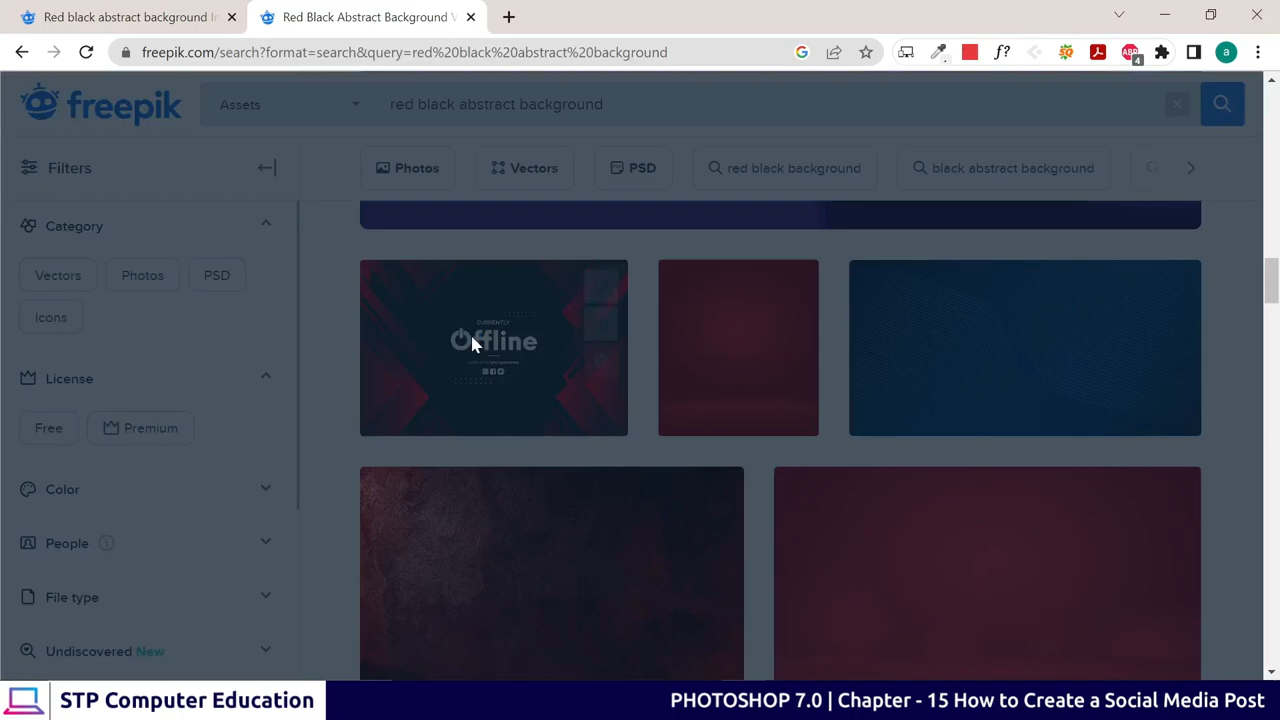 Red black abstract background Ir
Red Black Abstract Background V
freepik.com/search?format=search&query=red%20black%20abstract%20background
4
a
freepik
Assets
red black abstract background
Filters
Photos
Vectors
PSD
red black background
black abstract background
Category
Vectors
Photos
PSD
Icons
License
Free
Premium
Color
People
File type
Undiscovered New
CURRENTLY
Offline
STP Computer Education
PHOTOSHOP 7.0 | Chapter - 15 How to Create a Social Media Post